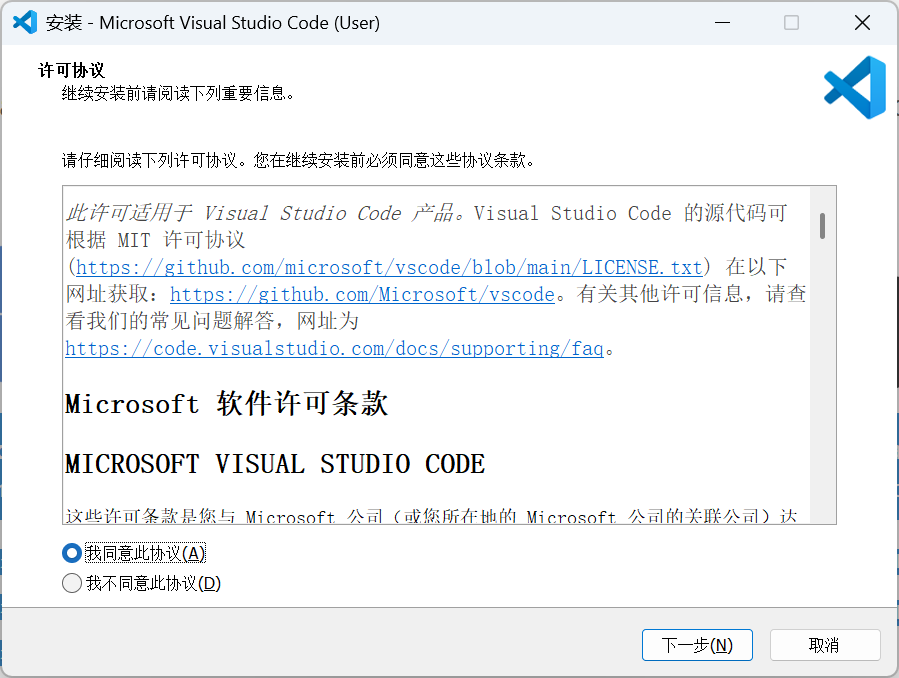 安装 - Microsoft Visual Studio Code (User)
许可协议
继续安装前请阅读下列重要信息。
请仔细阅读下列许可协议。您在继续安装前必须同意这些协议条款。
此许可适用于 Visual Studio Code 产品。Visual Studio Code 的源代码可
根据 MIT 许可协议
(https://github.com/microsoft/vscode/blob/main/LICENSE.txt) 在以下
网址获取：https://github.com/Microsoft/vscode。有关其他许可信息，请查
看我们的常见问题解答，网址为
https://code.visualstudio.com/docs/supporting/faq。
Microsoft 软件许可条款
MICROSOFT VISUAL STUDIO CODE
这些许可条款是您与 Microsoft 公司（或您所在地的 Microsoft 公司的关联公司）达
我同意此协议(A)
我不同意此协议(D)
下一步(N)
取消